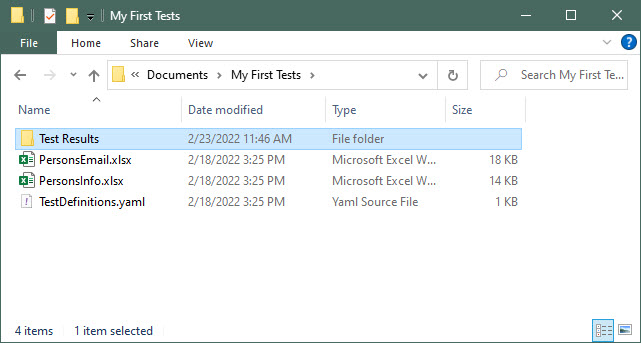 My First Tests
File Home Share View
« Documents > My First Tests > Search My First Te...
Name Date modified Type Size
Test Results 2/23/2022 11:46 AM File folder
PersonsEmail.xlsx 2/18/2022 3:25 PM Microsoft Excel W... 18 KB
PersonsInfo.xlsx 2/18/2022 3:25 PM Microsoft Excel W... 14 KB
TestDefinitions.yaml 2/18/2022 3:25 PM Yaml Source File 1 KB
4 items 1 item selected